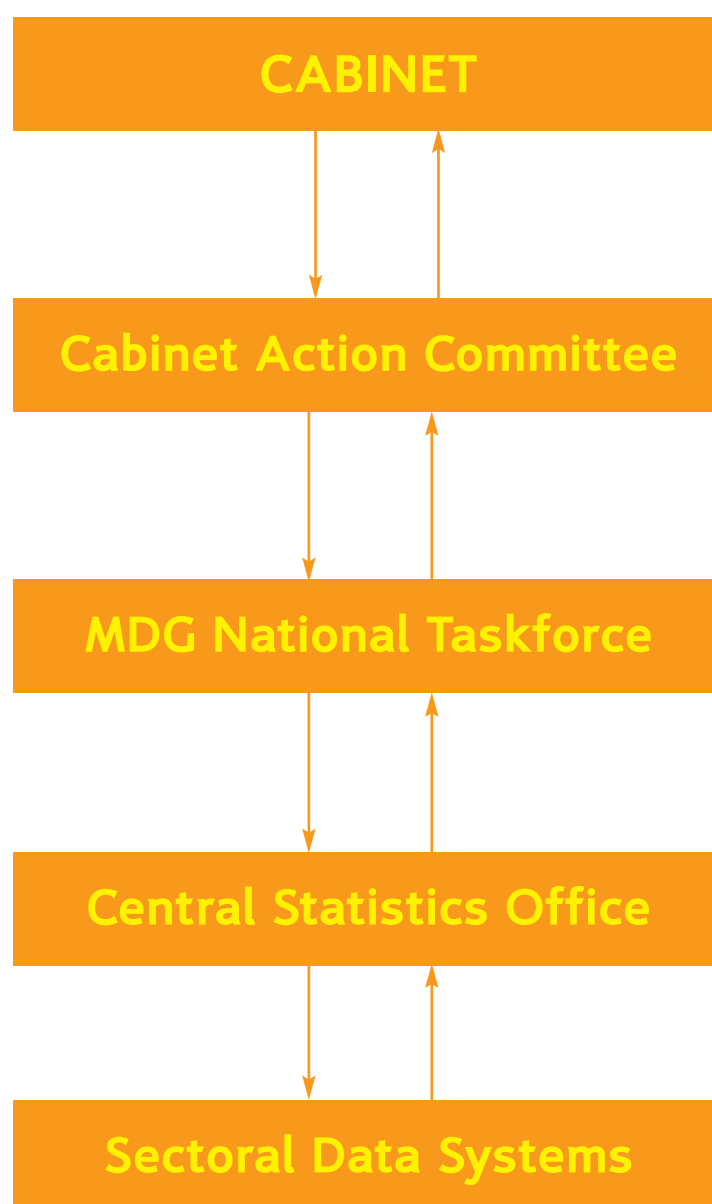 CABINET
Cabinet Action Committee
MDG National Taskforce
Central Statistics Office
Sectoral Data Systems